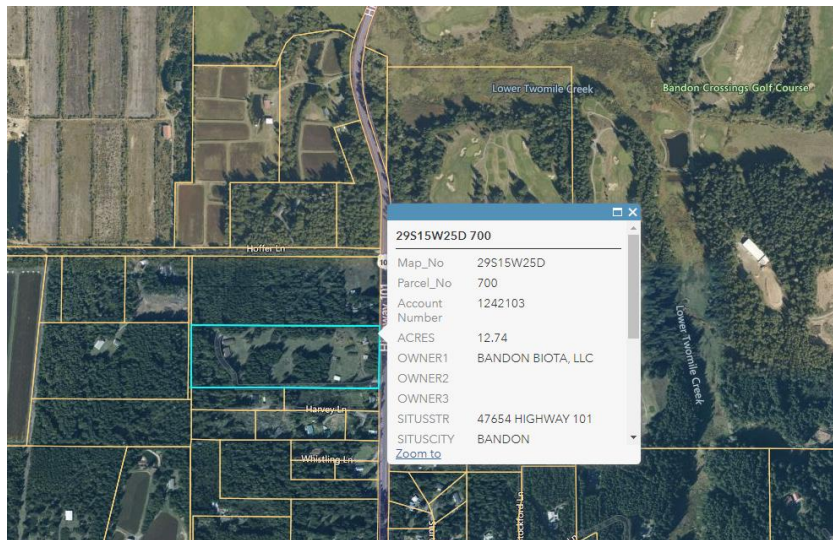 Lower Twomile Creek
Bandon Crossings Golf Course
Hoffer Ln
29S15W25D 700
Map_No 29S15W25D
Parcel_No 700
Account Number 1242103
ACRES 12.74
OWNER1 BANDON BIOTA, LLC
OWNER2
OWNER3
SITUSSTR 47654 HIGHWAY 101
SITUSCITY BANDON
Zoom to
Lower Twomile Creek
Harvey Ln
Whistling Ln